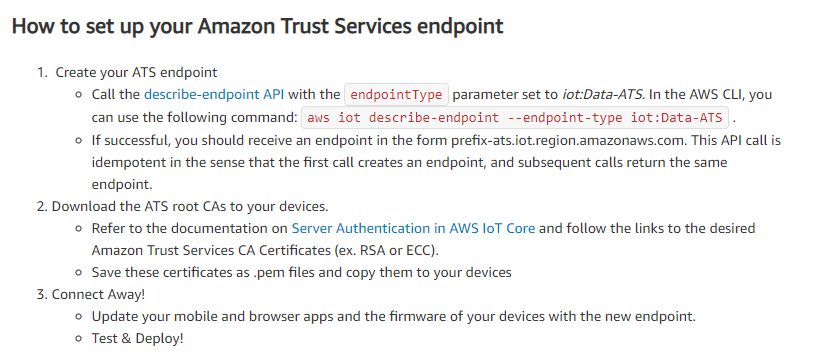 How to set up your Amazon Trust Services endpoint
1. Create your ATS endpoint
Call the describe-endpoint API with the endpointType parameter set to iot:Data-ATS. In the AWS CLI, you
can use the following command: aws iot describe-endpoint --endpoint-type iot:Data-ATS .
If successful, you should receive an endpoint in the form prefix-ats.iot.region.amazonaws.com. This API call is
idempotent in the sense that the first call creates an endpoint, and subsequent calls return the same
endpoint.
2. Download the ATS root CAs to your devices.
Refer to the documentation on Server Authentication in AWS IoT Core and follow the links to the desired
Amazon Trust Services CA Certificates (ex. RSA or ECC).
Save these certificates as .pem files and copy them to your devices
3. Connect Away!
Update your mobile and browser apps and the firmware of your devices with the new endpoint.
Test & Deploy!